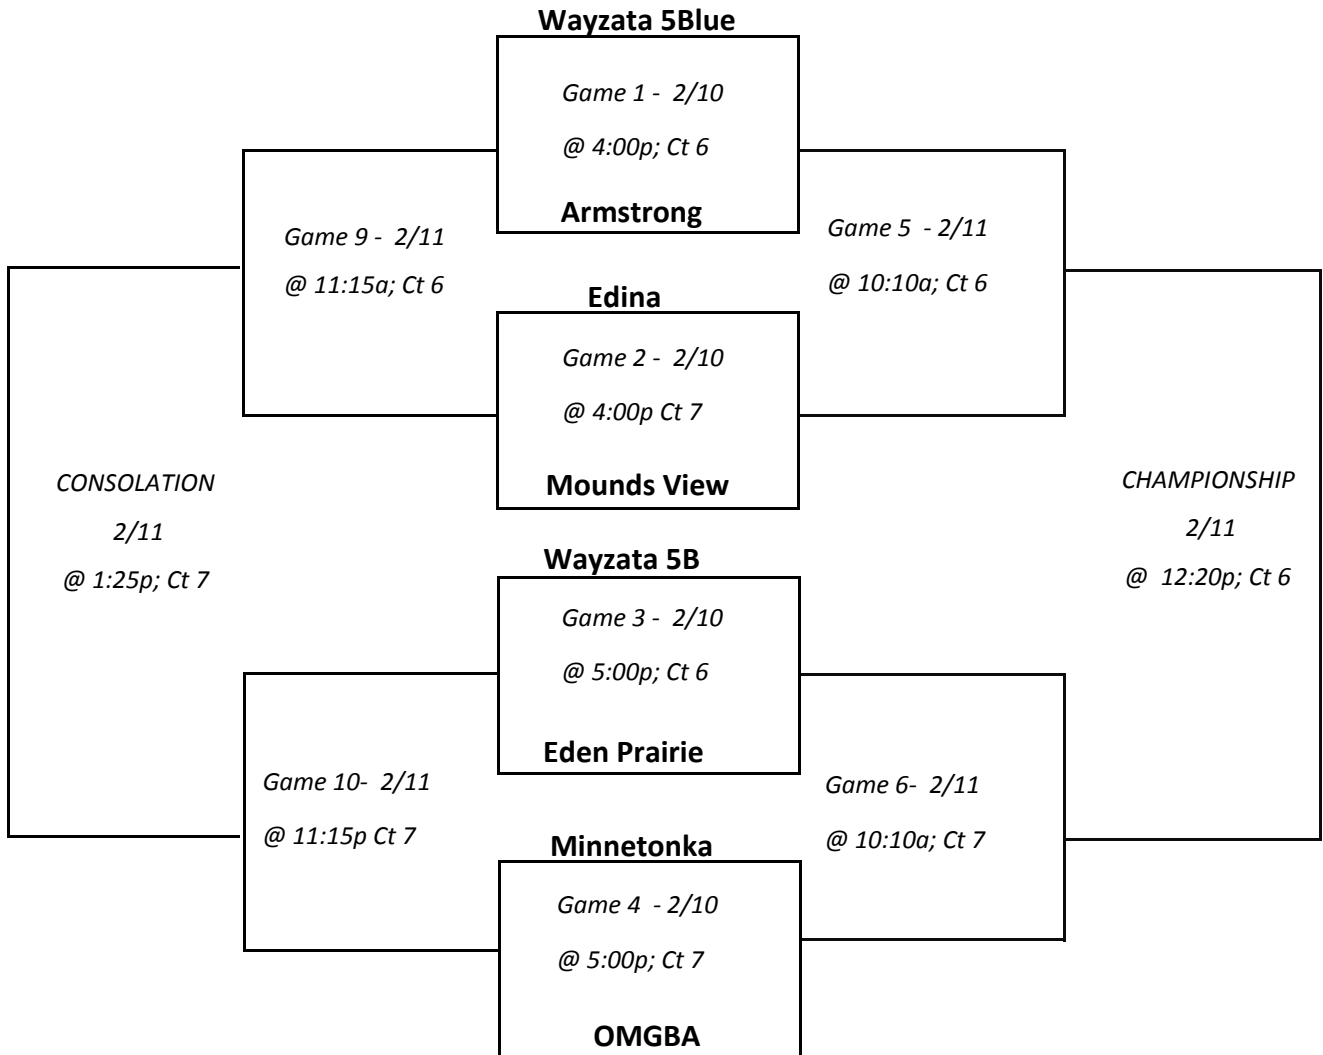 Wayzata 5Blue
Game 1 -  2/10
@ 4:00p; Ct 6
Armstrong
Game 9 -  2/11
@ 11:15a; Ct 6
Game 5  - 2/11
@ 10:10a; Ct 6
Edina
Game 2 -  2/10
@ 4:00p Ct 7
Mounds View
CONSOLATION
2/11
@ 1:25p; Ct 7
CHAMPIONSHIP
2/11
@  12:20p; Ct 6
Wayzata 5B
Game 3 -  2/10
@ 5:00p; Ct 6
Eden Prairie
Game 10-  2/11
@ 11:15p Ct 7
Game 6-  2/11
@ 10:10a; Ct 7
Minnetonka
Game 4  - 2/10
@ 5:00p; Ct 7
OMGBA